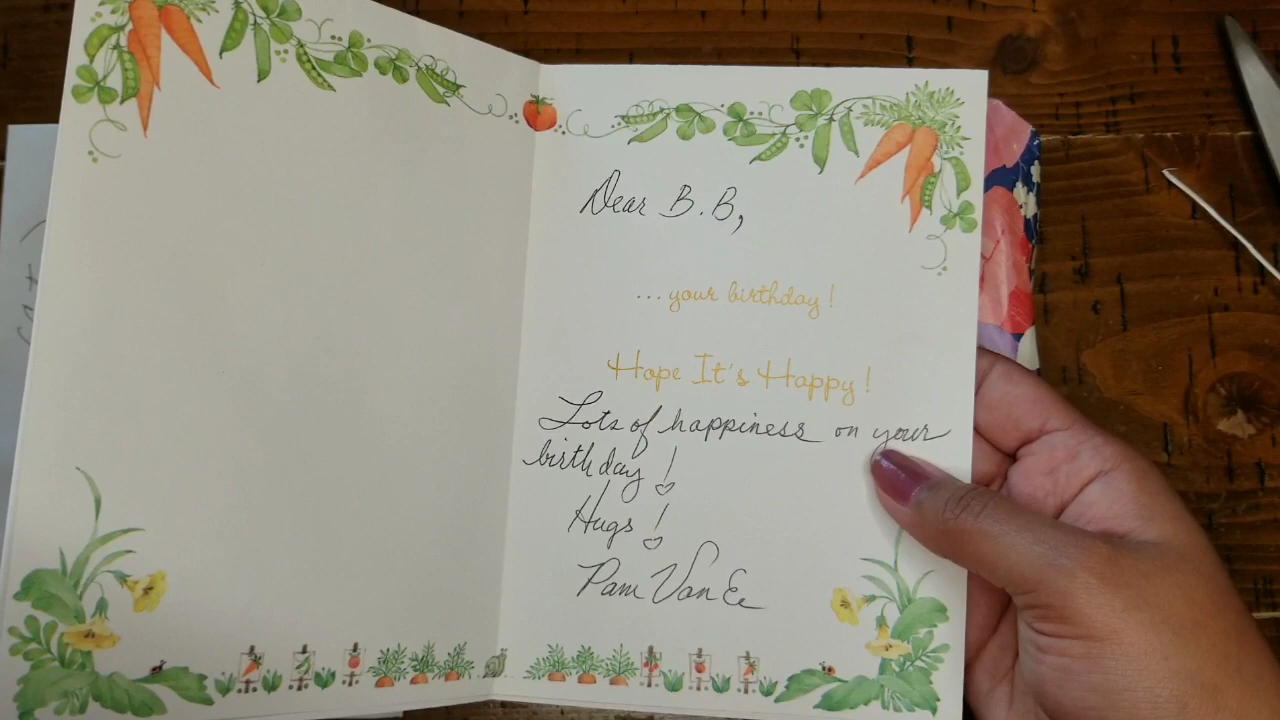 Dear B.B,
...your birthday!
Hope It's Happy!
Lots of happiness on your
birthday!
Hugs!
Pam Van Ee